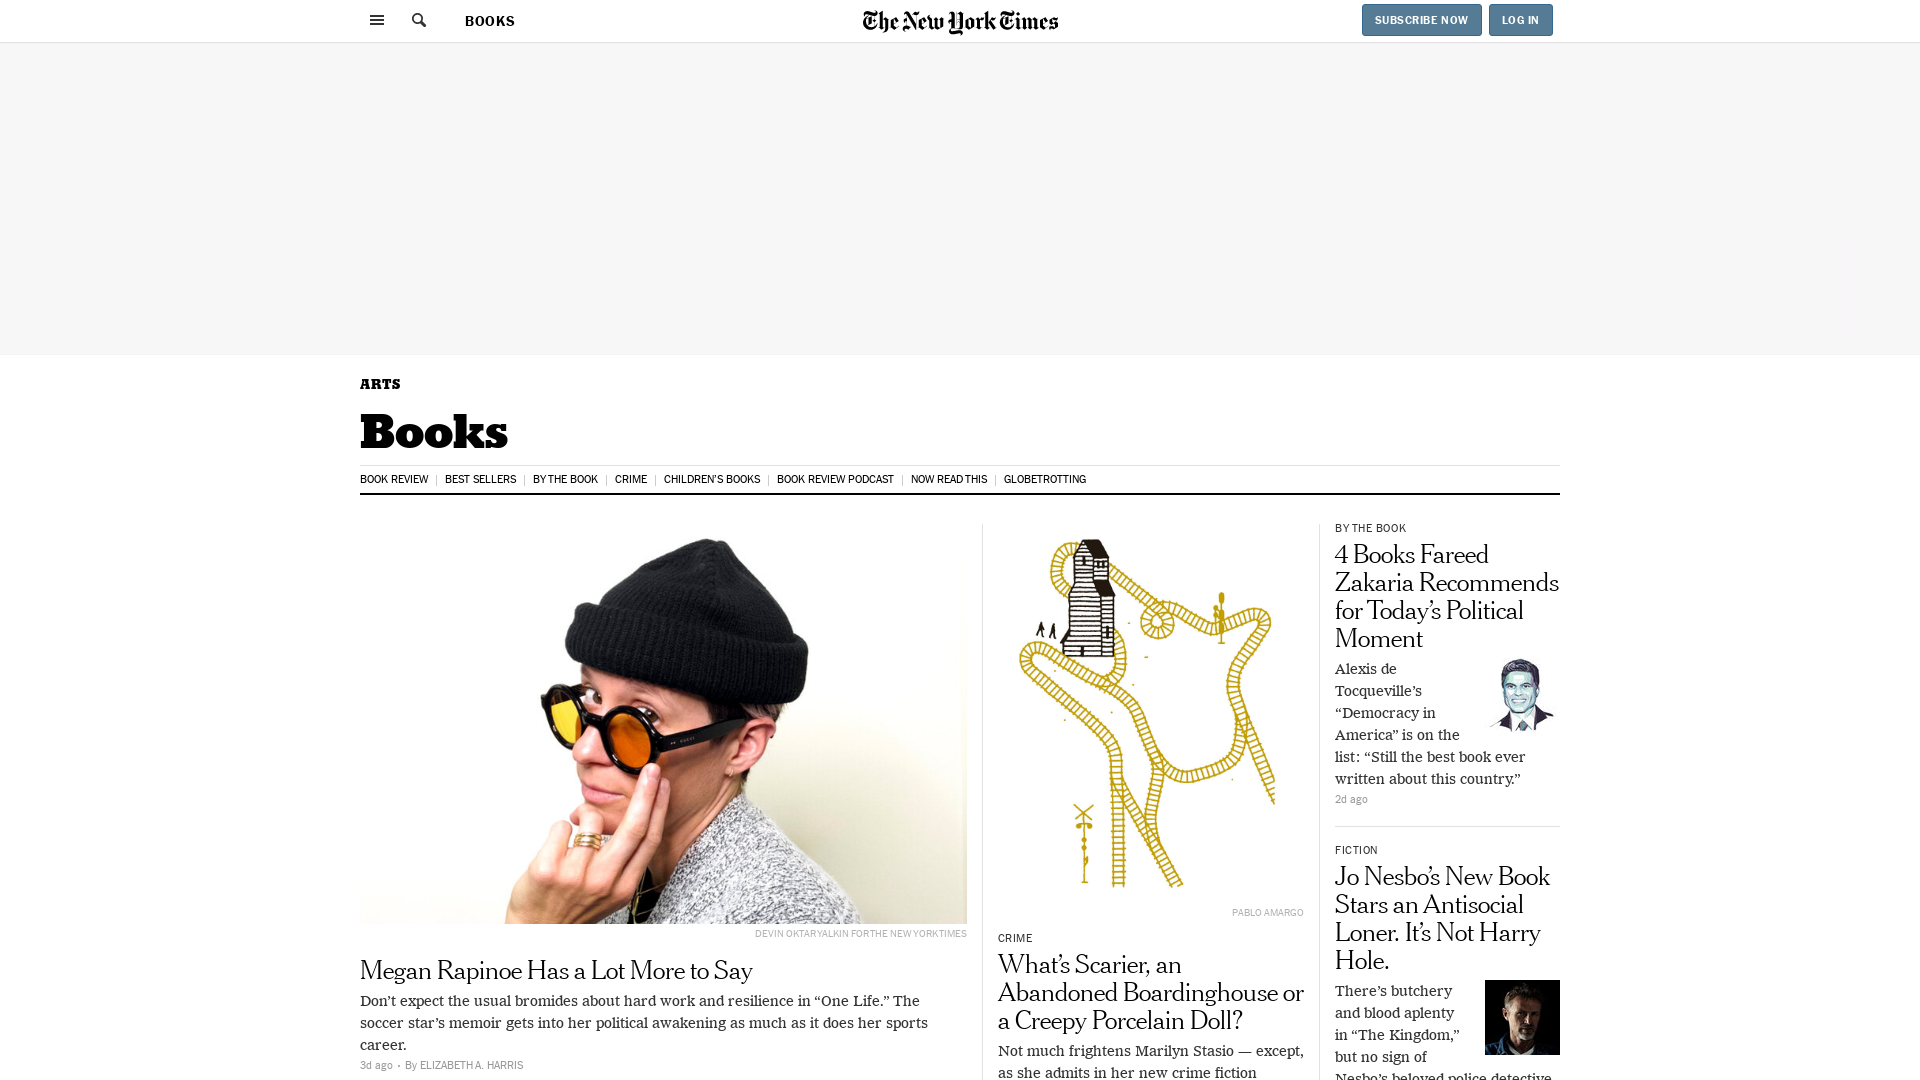 BOOKS
The New York Times
SUBSCRIBE NOW
LOG IN
ARTS
Books
BOOK REVIEW
BEST SELLERS
BY THE BOOK
CRIME
CHILDREN'S BOOKS
BOOK REVIEW PODCAST
NOW READ THIS
GLOBETROTTING
DEVIN OKTAR YALKIN FOR THE NEW YORK TIMES
Megan Rapinoe Has a Lot More to Say
Don’t expect the usual bromides about hard work and resilience in “One Life.” The
soccer star’s memoir gets into her political awakening as much as it does her sports
career.
3d ago • By ELIZABETH A. HARRIS
PABLO AMARGO
CRIME
What’s Scarier, an
Abandoned Boardinghouse or
a Creepy Porcelain Doll?
Not much frightens Marilyn Stasio — except,
as she admits in her new crime fiction
BY THE BOOK
4 Books Fareed
Zakaria Recommends
for Today’s Political
Moment
Alexis de
Tocqueville’s
“Democracy in
America” is on the
list: “Still the best book ever
written about this country.”
2d ago
FICTION
Jo Nesbo’s New Book
Stars an Antisocial
Loner. It’s Not Harry
Hole.
There’s butchery
and blood aplenty
in “The Kingdom,”
but no sign of
Nesbo’s beloved police detective